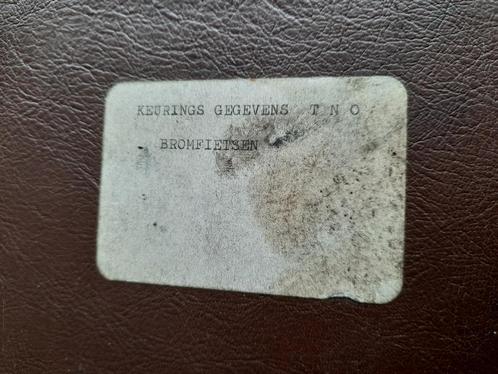 KEURINGS GEGEVENS T N O
BROMFIETSEN